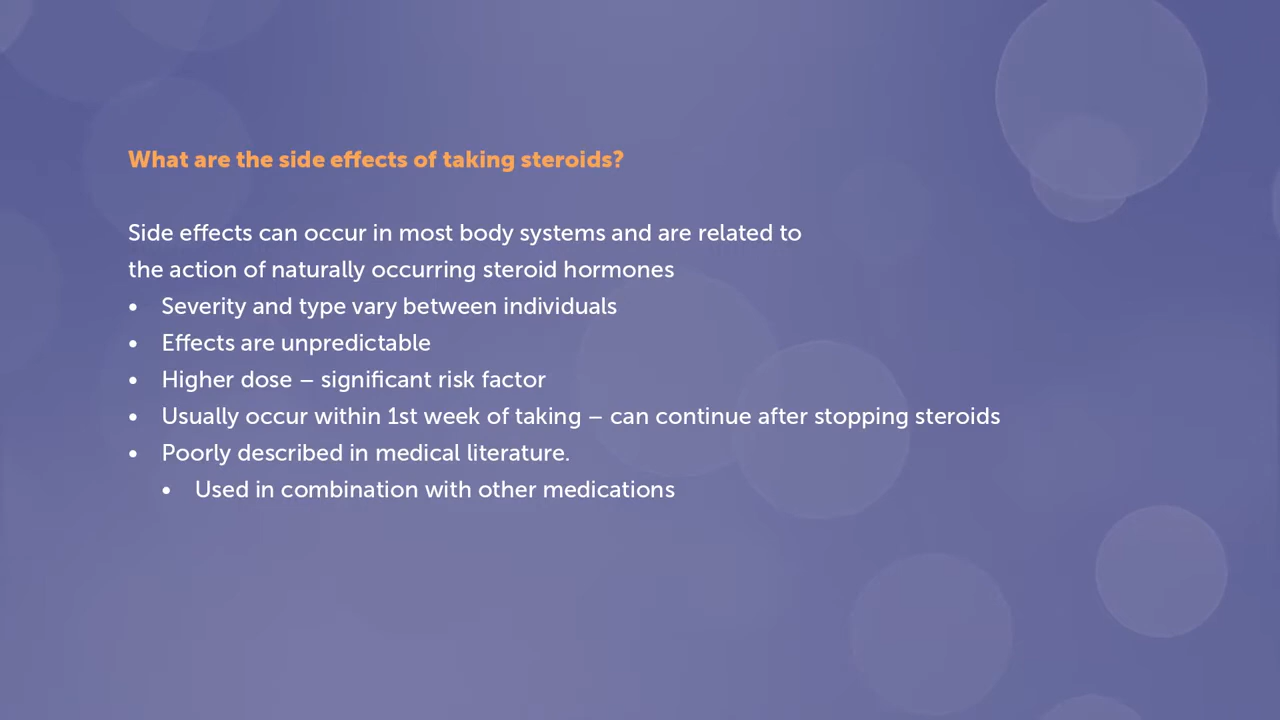 What are the side effects of taking steroids?
Side effects can occur in most body systems and are related to
the action of naturally occurring steroid hormones
• Severity and type vary between individuals
• Effects are unpredictable
• Higher dose – significant risk factor
• Usually occur within 1st week of taking – can continue after stopping steroids
• Poorly described in medical literature.
• Used in combination with other medications